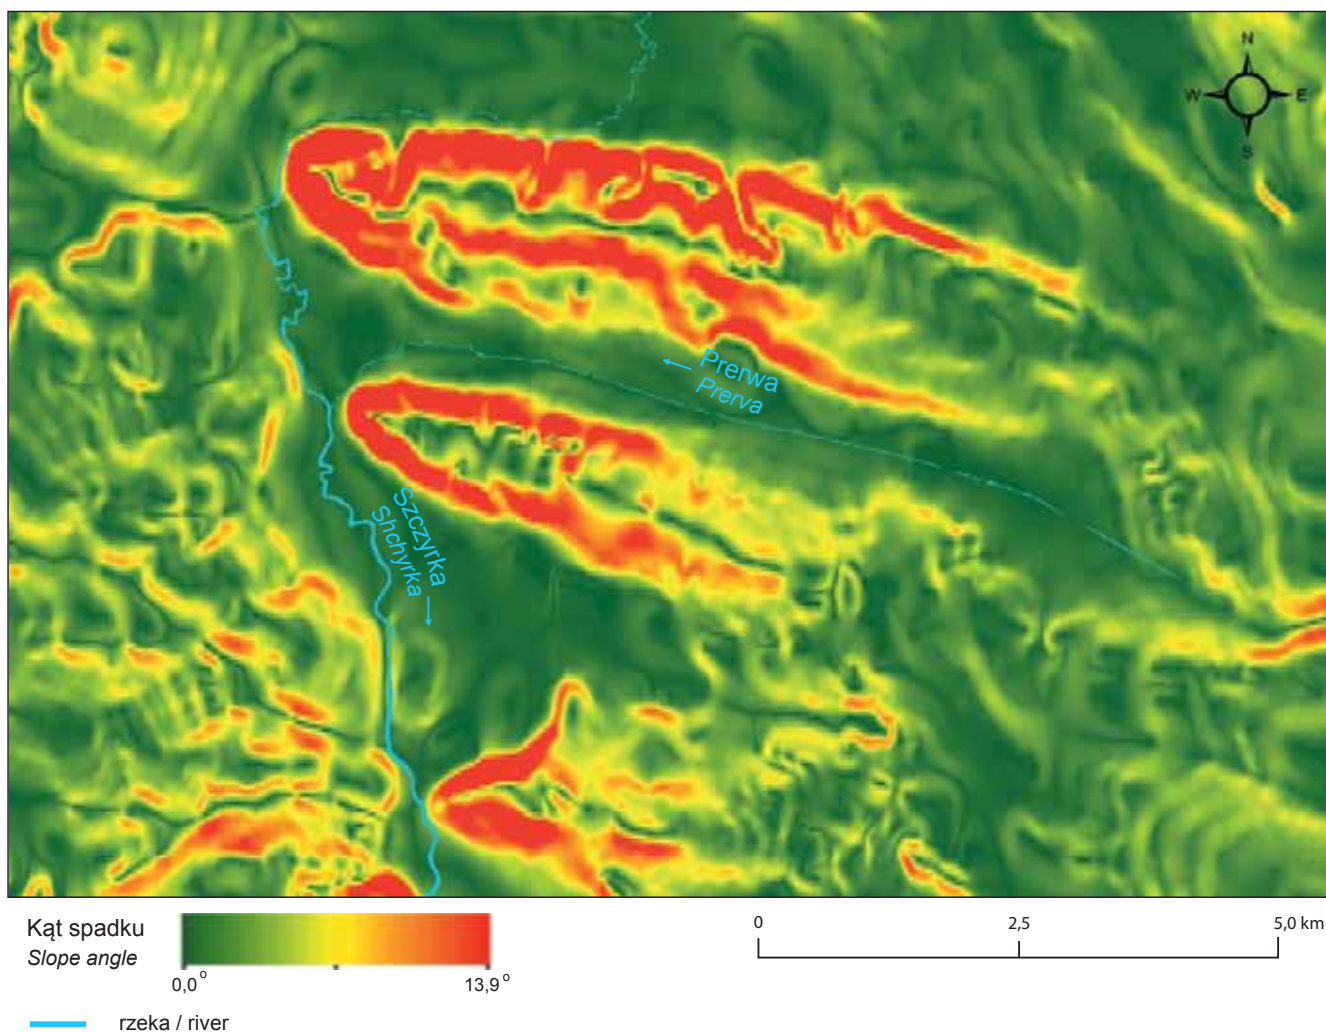 N
W E
S
Prerwa
Prerva
Szczyrka
Shchyrka
Kąt spadku
Slope angle
0,0° 13,9°
0 2,5 5,0 km
rzeka / river